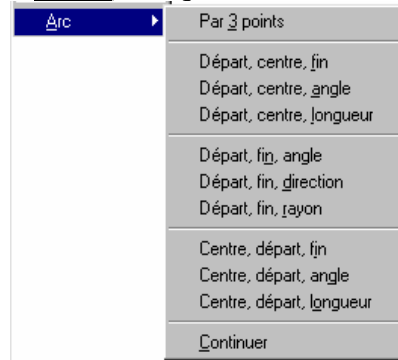 Arc
Par 3 points
Départ, centre, fin
Départ, centre, angle
Départ, centre, longueur
Départ, fin, angle
Départ, fin, direction
Départ, fin, rayon
Centre, départ, fin
Centre, départ, angle
Centre, départ, longueur
Continuer